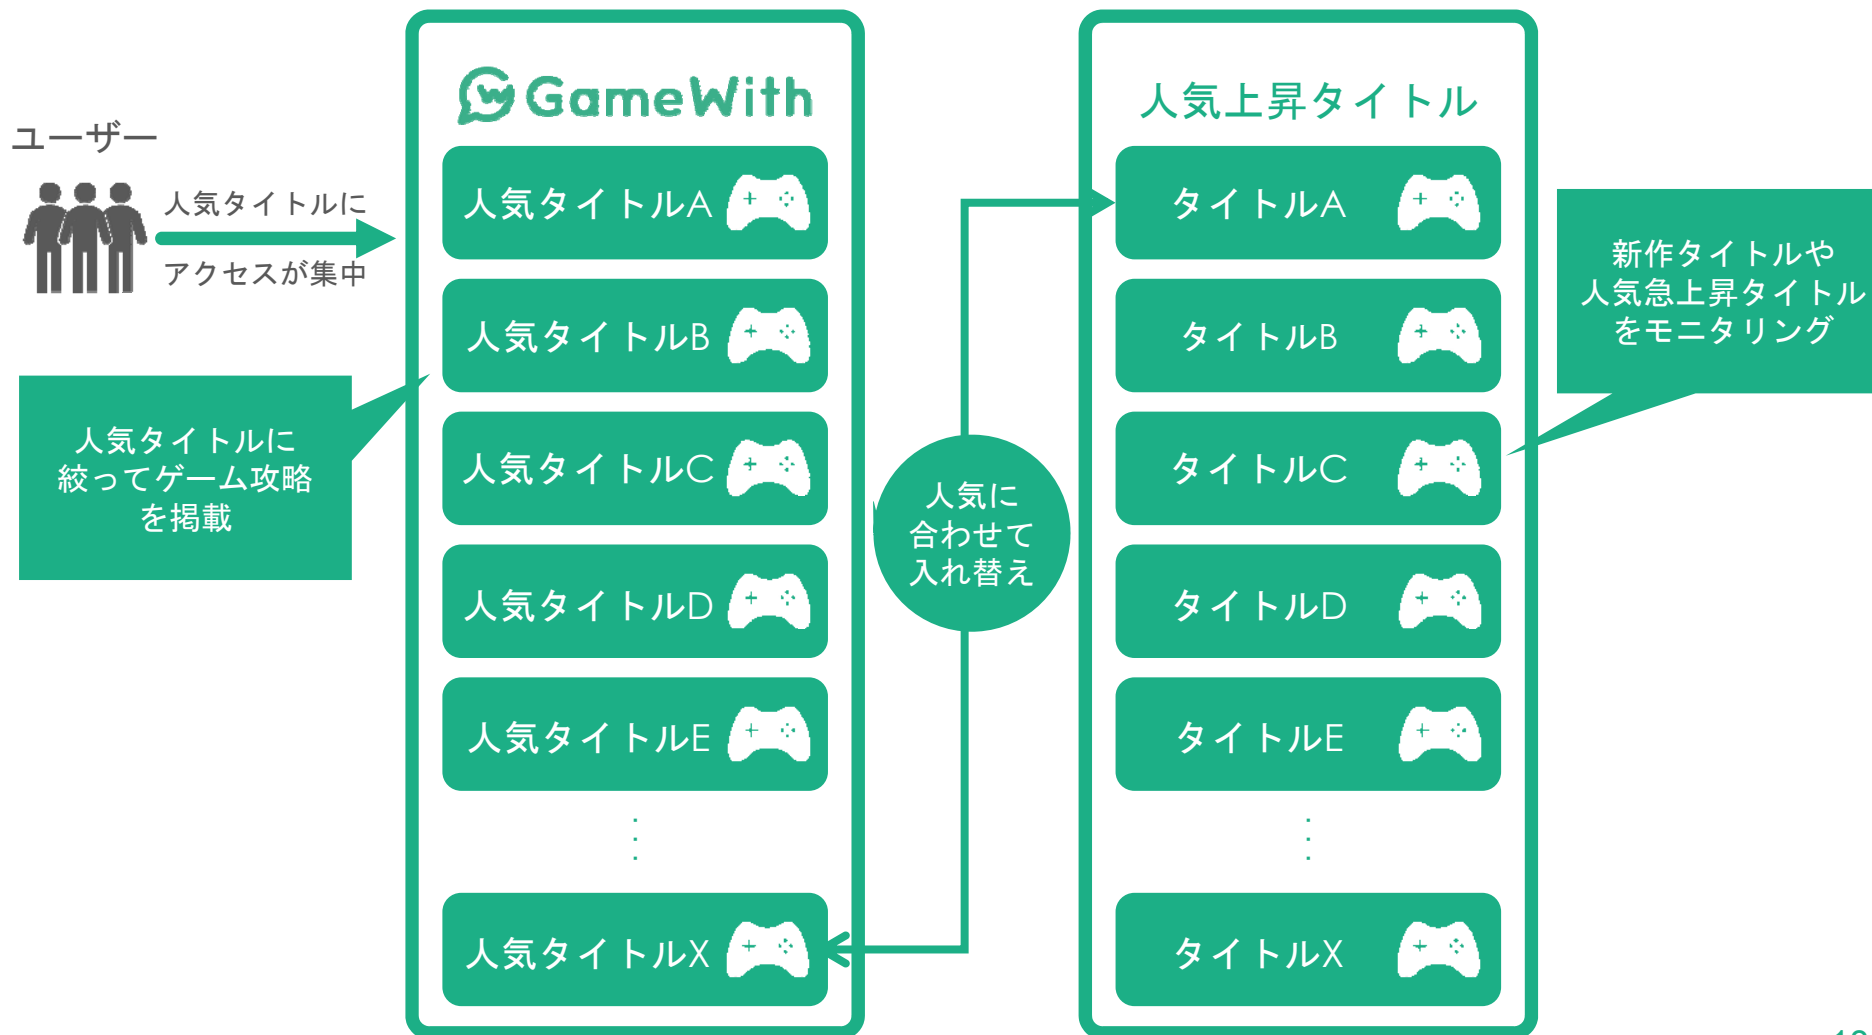 ユーザー
人気タイトルに
アクセスが集中
人気タイトルに
絞ってゲーム攻略
を掲載
GameWith
人気タイトルA
人気タイトルB
人気タイトルC
人気タイトルD
人気タイトルE
人気タイトルX
人気に
合わせて
入れ替え
人気上昇タイトル
タイトルA
タイトルB
タイトルC
タイトルD
タイトルE
タイトルX
新作タイトルや
人気急上昇タイトル
をモニタリング